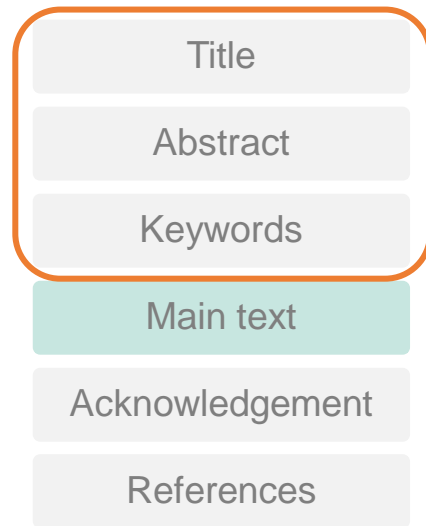 Title
Abstract
Keywords
Main text
Acknowledgement
References